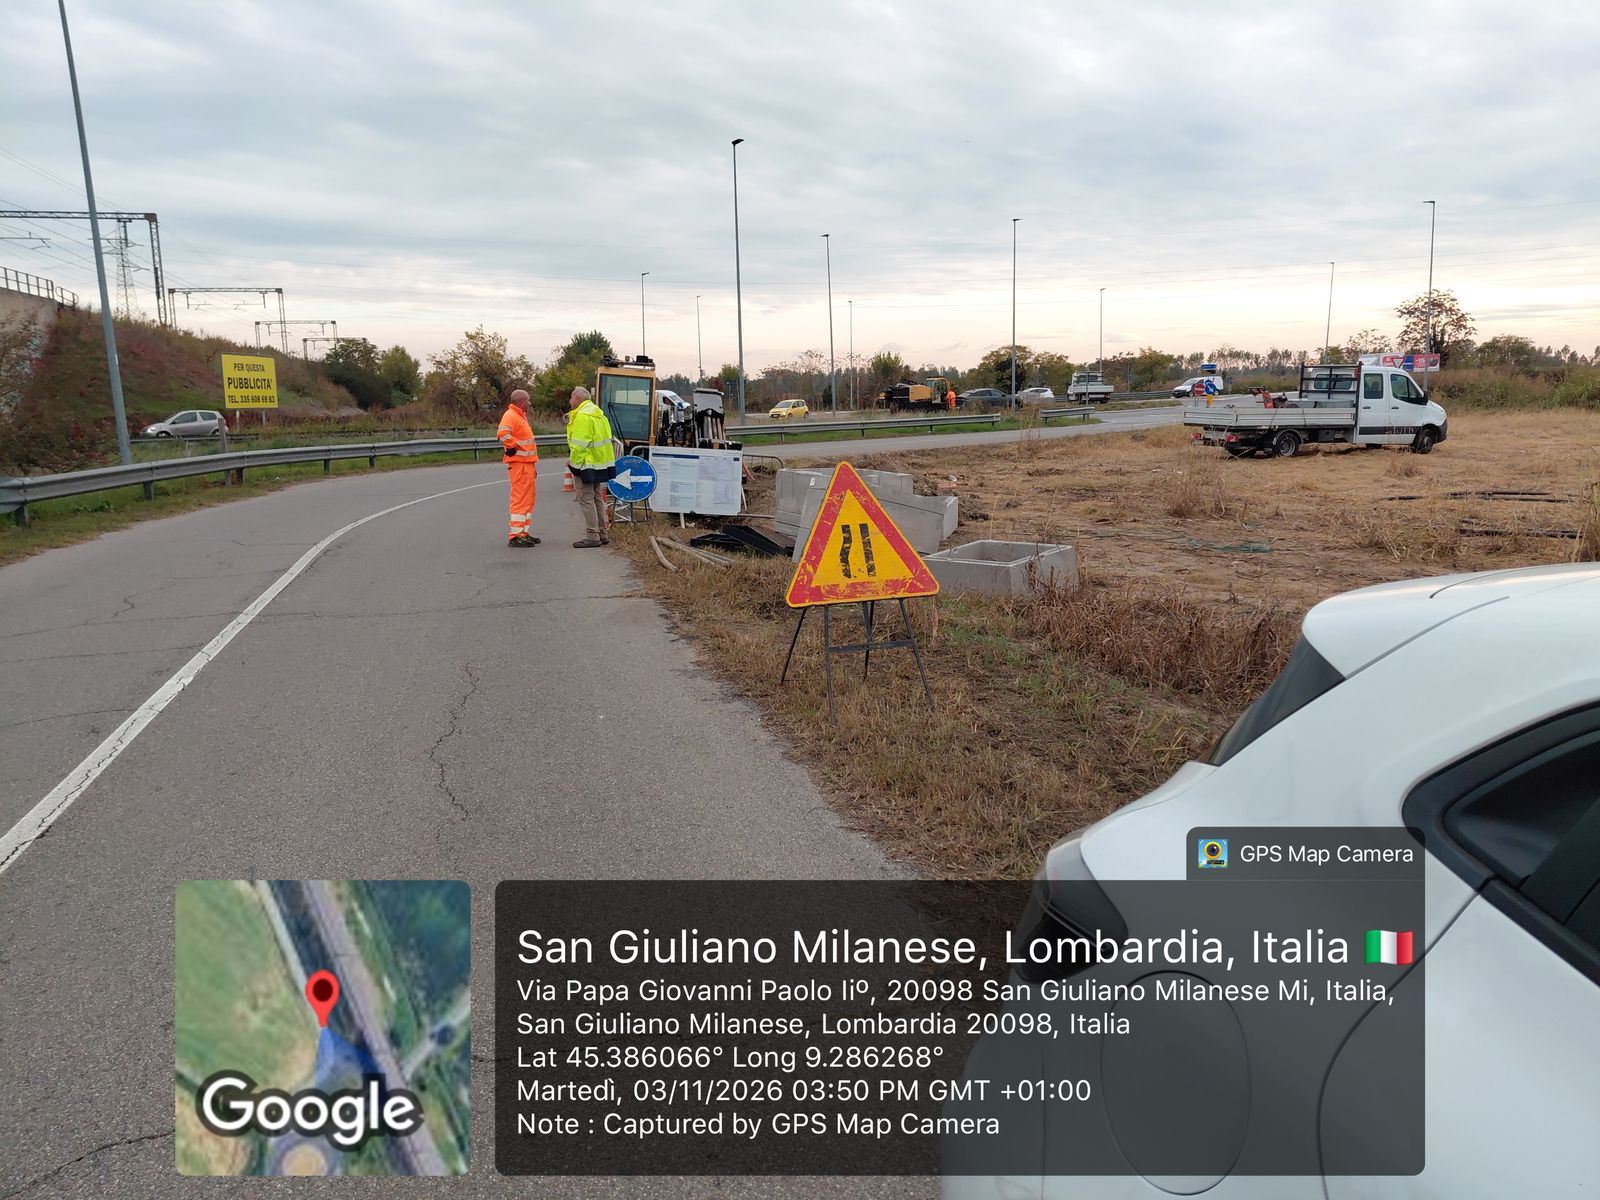 PER QUESTA
PUBBLICITA'
TEL. 335 608 69 83
GPS Map Camera
San Giuliano Milanese, Lombardia, Italia 🇮🇹
Via Papa Giovanni Paolo Iiº, 20098 San Giuliano Milanese Mi, Italia,
San Giuliano Milanese, Lombardia 20098, Italia
Lat 45.386066° Long 9.286268°
Martedì, 03/11/2026 03:50 PM GMT +01:00
Note : Captured by GPS Map Camera
Google